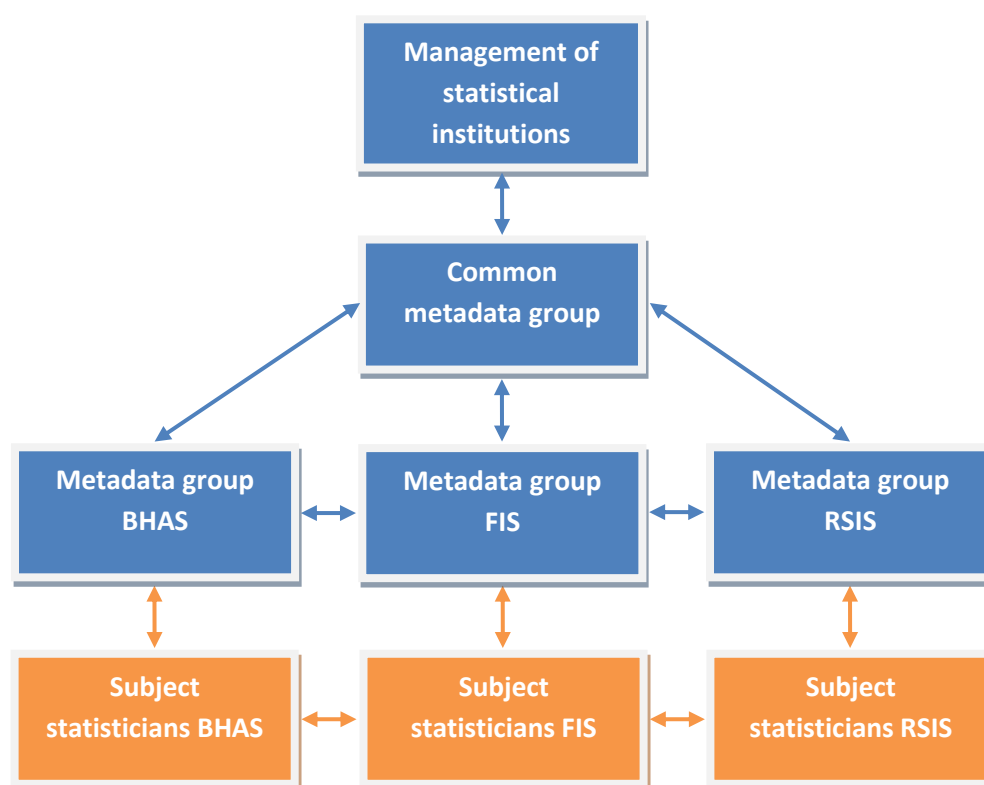 Management of
statistical
institutions
Common
metadata group
Metadata group
BHAS
Metadata group
FIS
Metadata group
RSIS
Subject
statisticians BHAS
Subject
statisticians FIS
Subject
statisticians RSIS